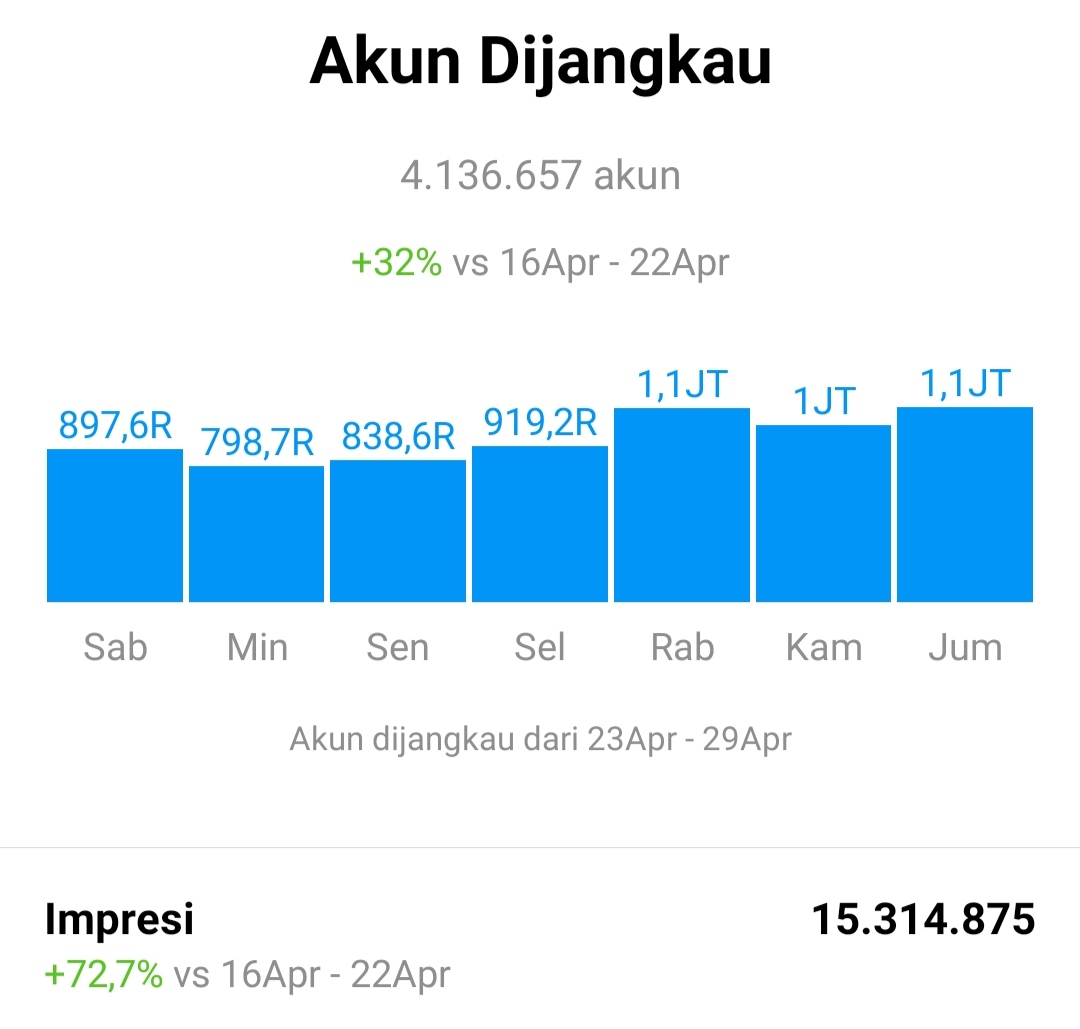 Akun Dijangkau
4.136.657 akun
+32% vs 16Apr - 22Apr
897,6R 798,7R 838,6R 919,2R 1,1JT 1JT 1,1JT
Sab Min Sen Sel Rab Kam Jum
Akun dijangkau dari 23Apr - 29Apr
Impresi 15.314.875
+72,7% vs 16Apr - 22Apr